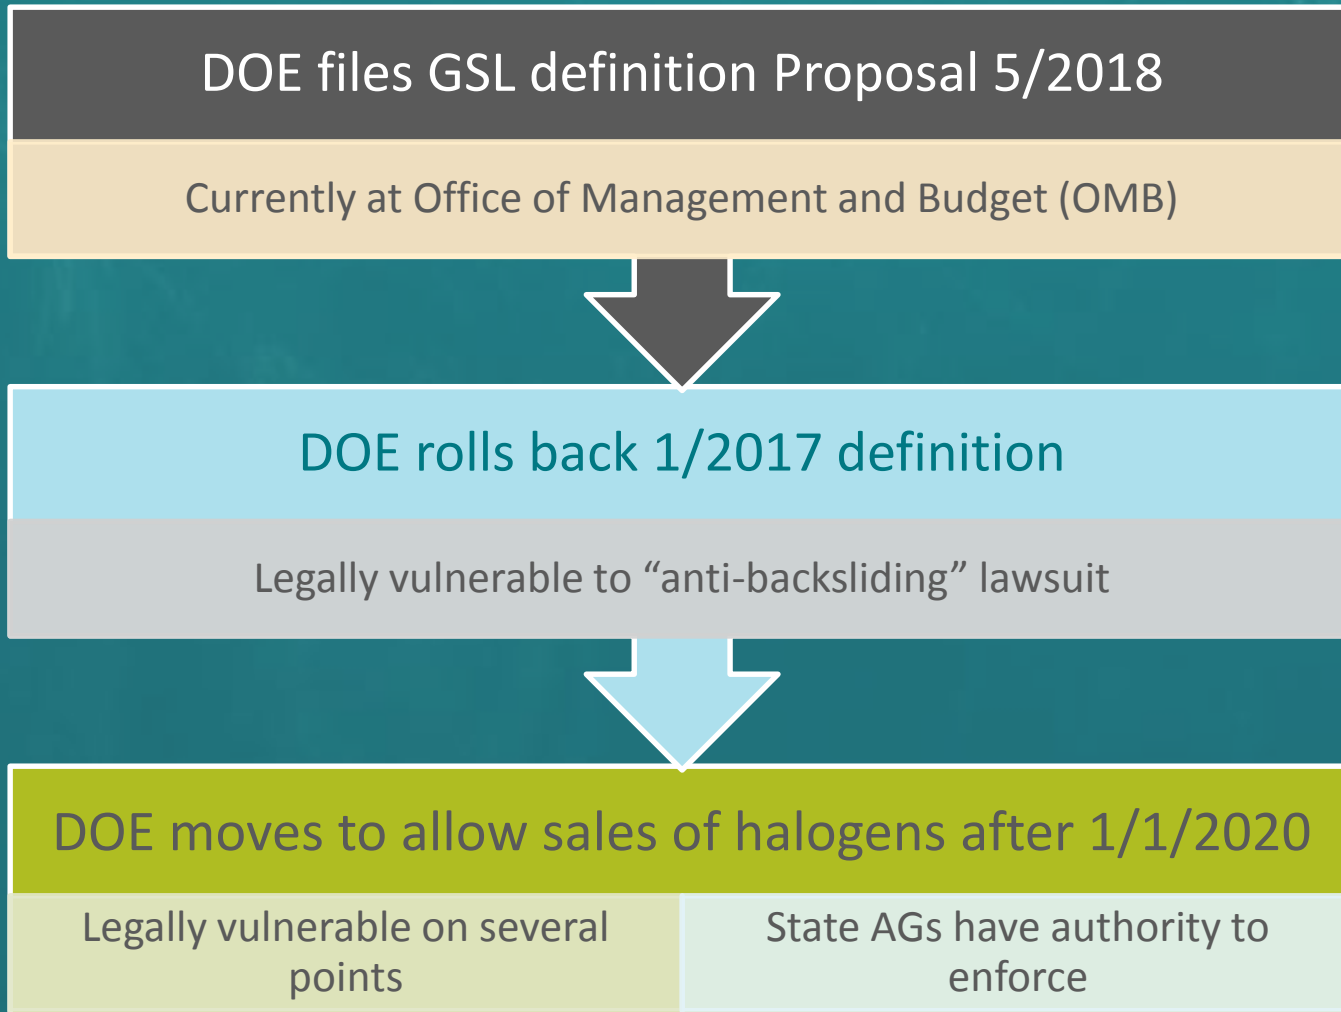 DOE files GSL definition Proposal 5/2018
Currently at Office of Management and Budget (OMB)
DOE rolls back 1/2017 definition
Legally vulnerable to “anti-backsliding” lawsuit
DOE moves to allow sales of halogens after 1/1/2020
Legally vulnerable on several
points
State AGs have authority to
enforce